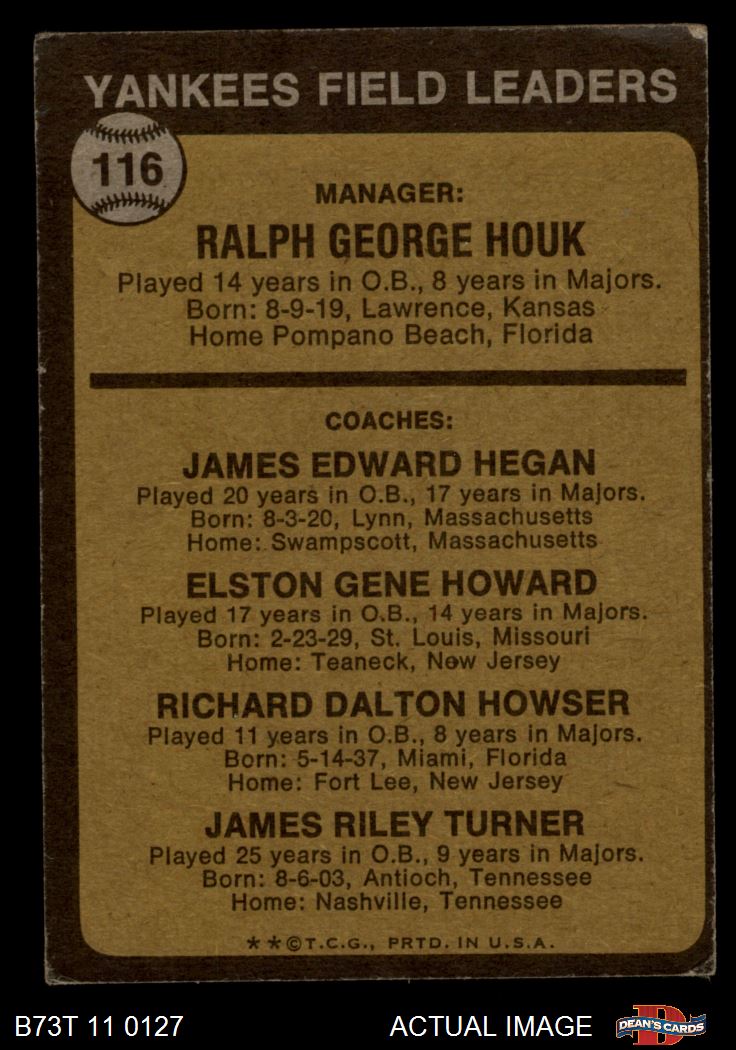 YANKEES FIELD LEADERS
116
MANAGER:
RALPH GEORGE HOUK
Played 14 years in O.B., 8 years in Majors.
Born: 8-9-19, Lawrence, Kansas
Home Pompano Beach, Florida
COACHES:
JAMES EDWARD HEGAN
Played 20 years in O.B., 17 years in Majors.
Born: 8-3-20, Lynn, Massachusetts
Home: Swampscott, Massachusetts
ELSTON GENE HOWARD
Played 17 years in O.B., 14 years in Majors.
Born: 2-23-29, St. Louis, Missouri
Home: Teaneck, New Jersey
RICHARD DALTON HOWSER
Played 11 years in O.B., 8 years in Majors.
Born: 5-14-37, Miami, Florida
Home: Fort Lee, New Jersey
JAMES RILEY TURNER
Played 25 years in O.B., 9 years in Majors.
Born: 8-6-03, Antioch, Tennessee
Home: Nashville, Tennessee
**©T.C.G., PRTD. IN U.S.A.
B73T 11 0127 ACTUAL IMAGE D DEAN'S CARDS